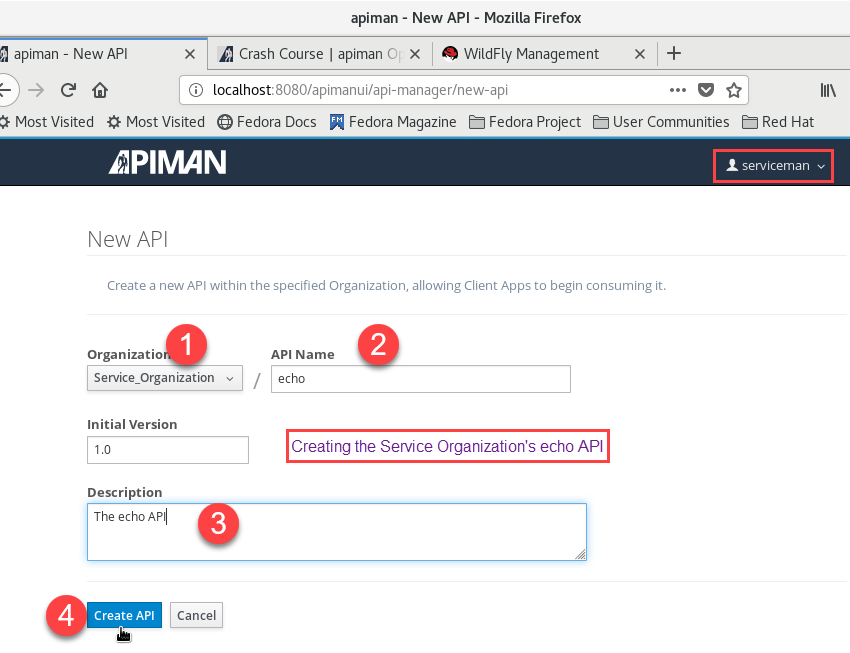 apiman - New API - Mozilla Firefox
apiman - New API
Crash Course | apiman Op
WildFly Management
localhost:8080/apimanui/api-manager/new-api
Most Visited Most Visited Fedora Docs FM Fedora Magazine Fedora Project User Communities Red Hat
APIMAN serviceman
New API
Create a new API within the specified Organization, allowing Client Apps to begin consuming it.
Organization 1 API Name 2
Service_Organization / echo
Initial Version
1.0 Creating the Service Organization's echo API
Description
The echo API 3
4 Create API Cancel